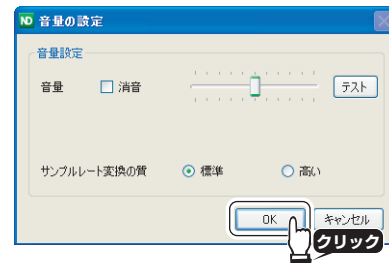 ND 音量の設定
音量設定
音量 消音 テスト
サンプルレート変換の質 標準 高い
OK キャンセル
クリック